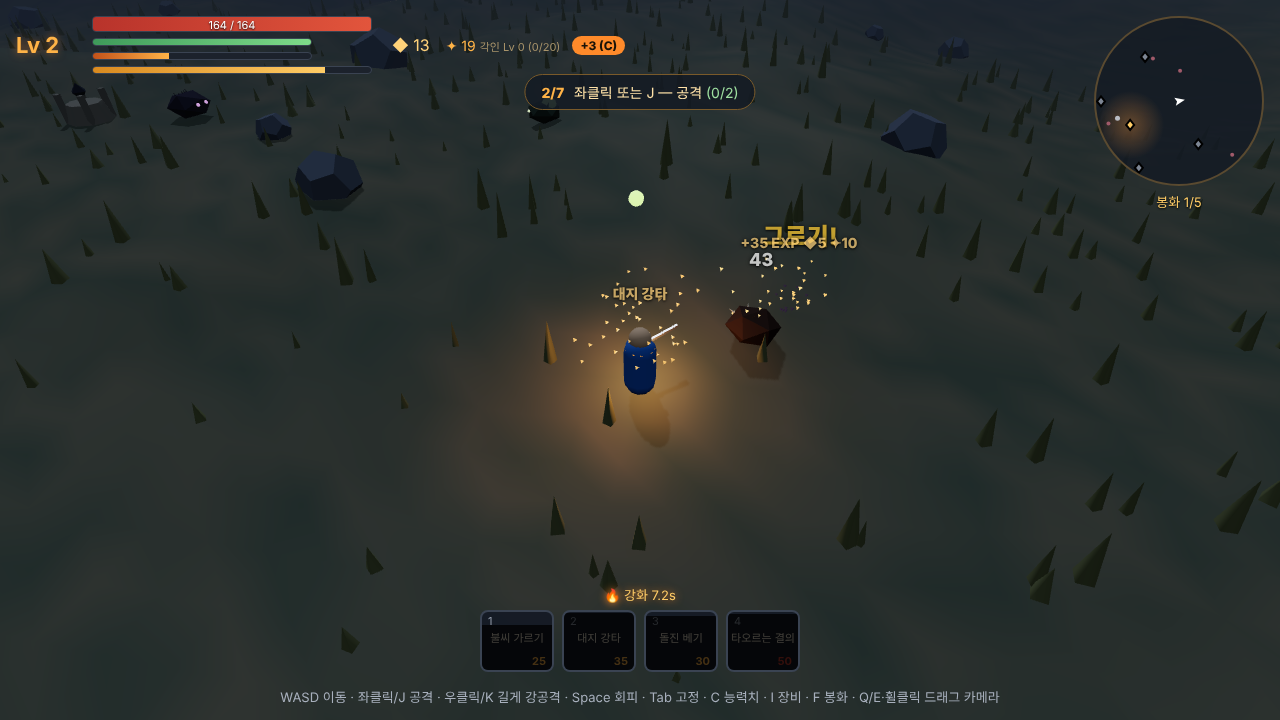 164 / 164
Lv 2
13
19 각인 Lv 0 (0/20)
+3 (C)
2/7 좌클릭 또는 J — 공격 (0/2)
봉화 1/5
그로기!
+35 EXP ◆5 ✦10
43
대지 강타
🔥 강화 7.2s
1
불씨 가르기
25
2
대지 강타
35
3
돌진 베기
30
4
타오르는 결의
50
WASD 이동 · 좌클릭/J 공격 · 우클릭/K 길게 강공격 · Space 회피 · Tab 고정 · C 능력치 · I 장비 · F 봉화 · Q/E·휠클릭 드래그 카메라